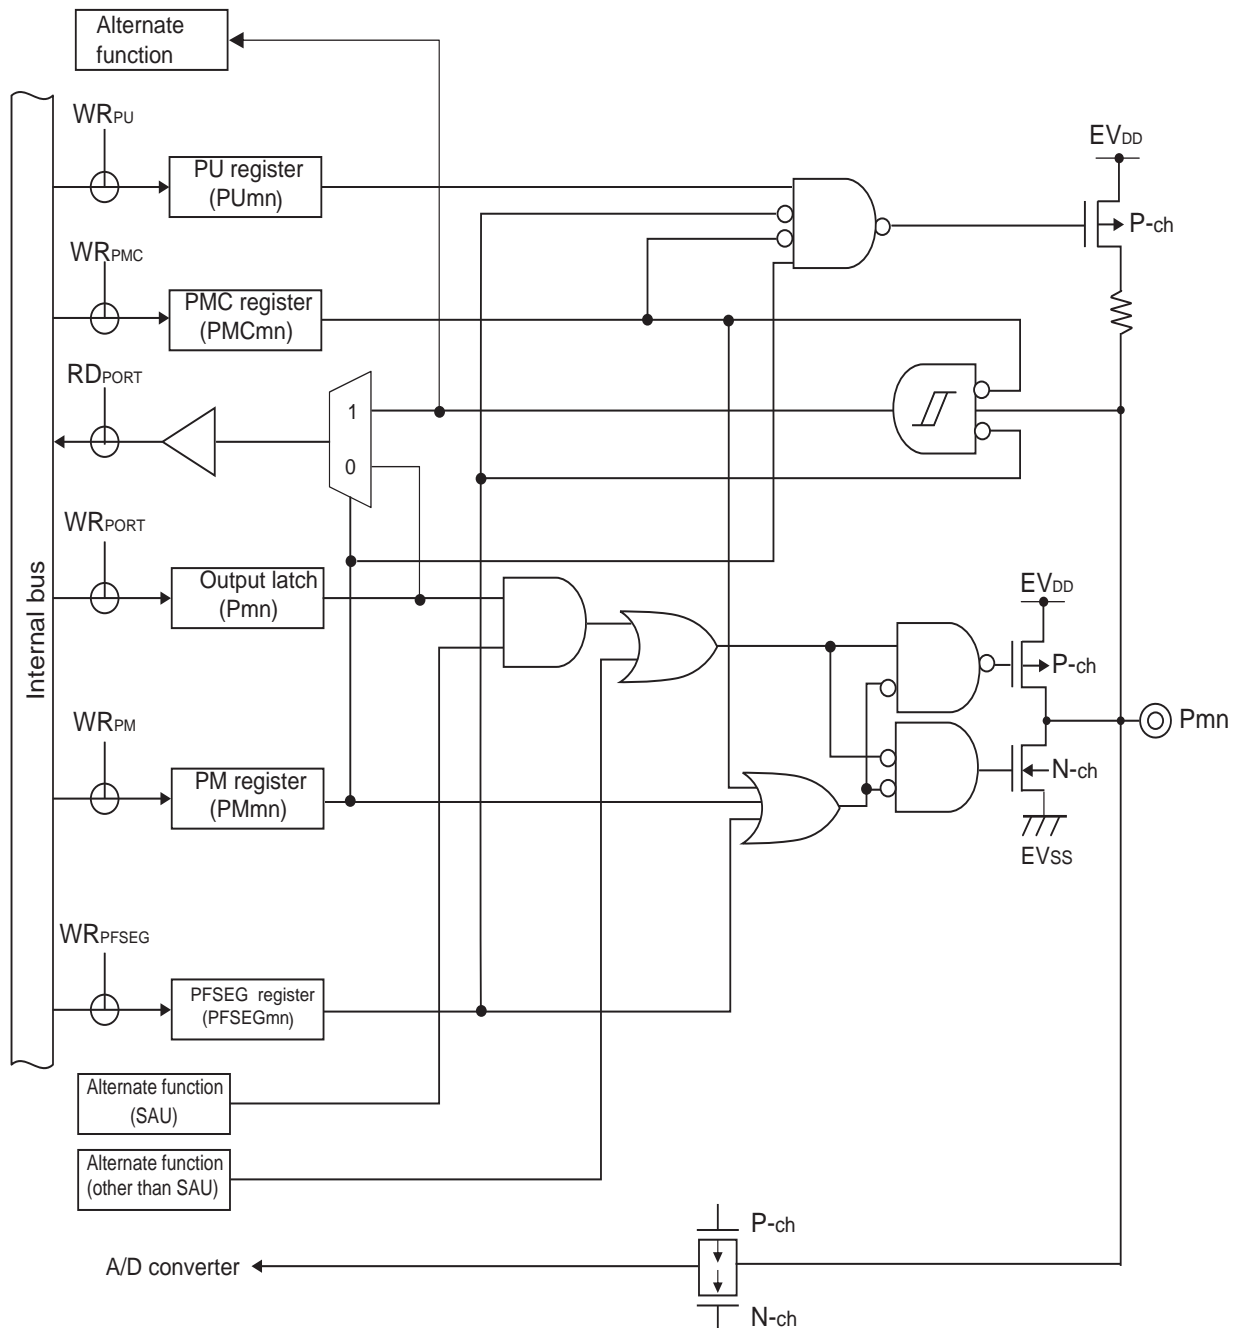 Alternate
function
WRPU
EVDD
PU register
(PUmn)
P-ch
WRPMC
PMC register
(PMCmn)
RDPORT
1
0
WRPORT
Internal bus
Output latch
(Pmn)
EVDD
P-ch
Pmn
WRPM
N-ch
PM register
(PMmn)
EVSS
WRPFSEG
PFSEG register
(PFSEGmn)
Alternate function
(SAU)
Alternate function
(other than SAU)
P-ch
A/D converter
N-ch